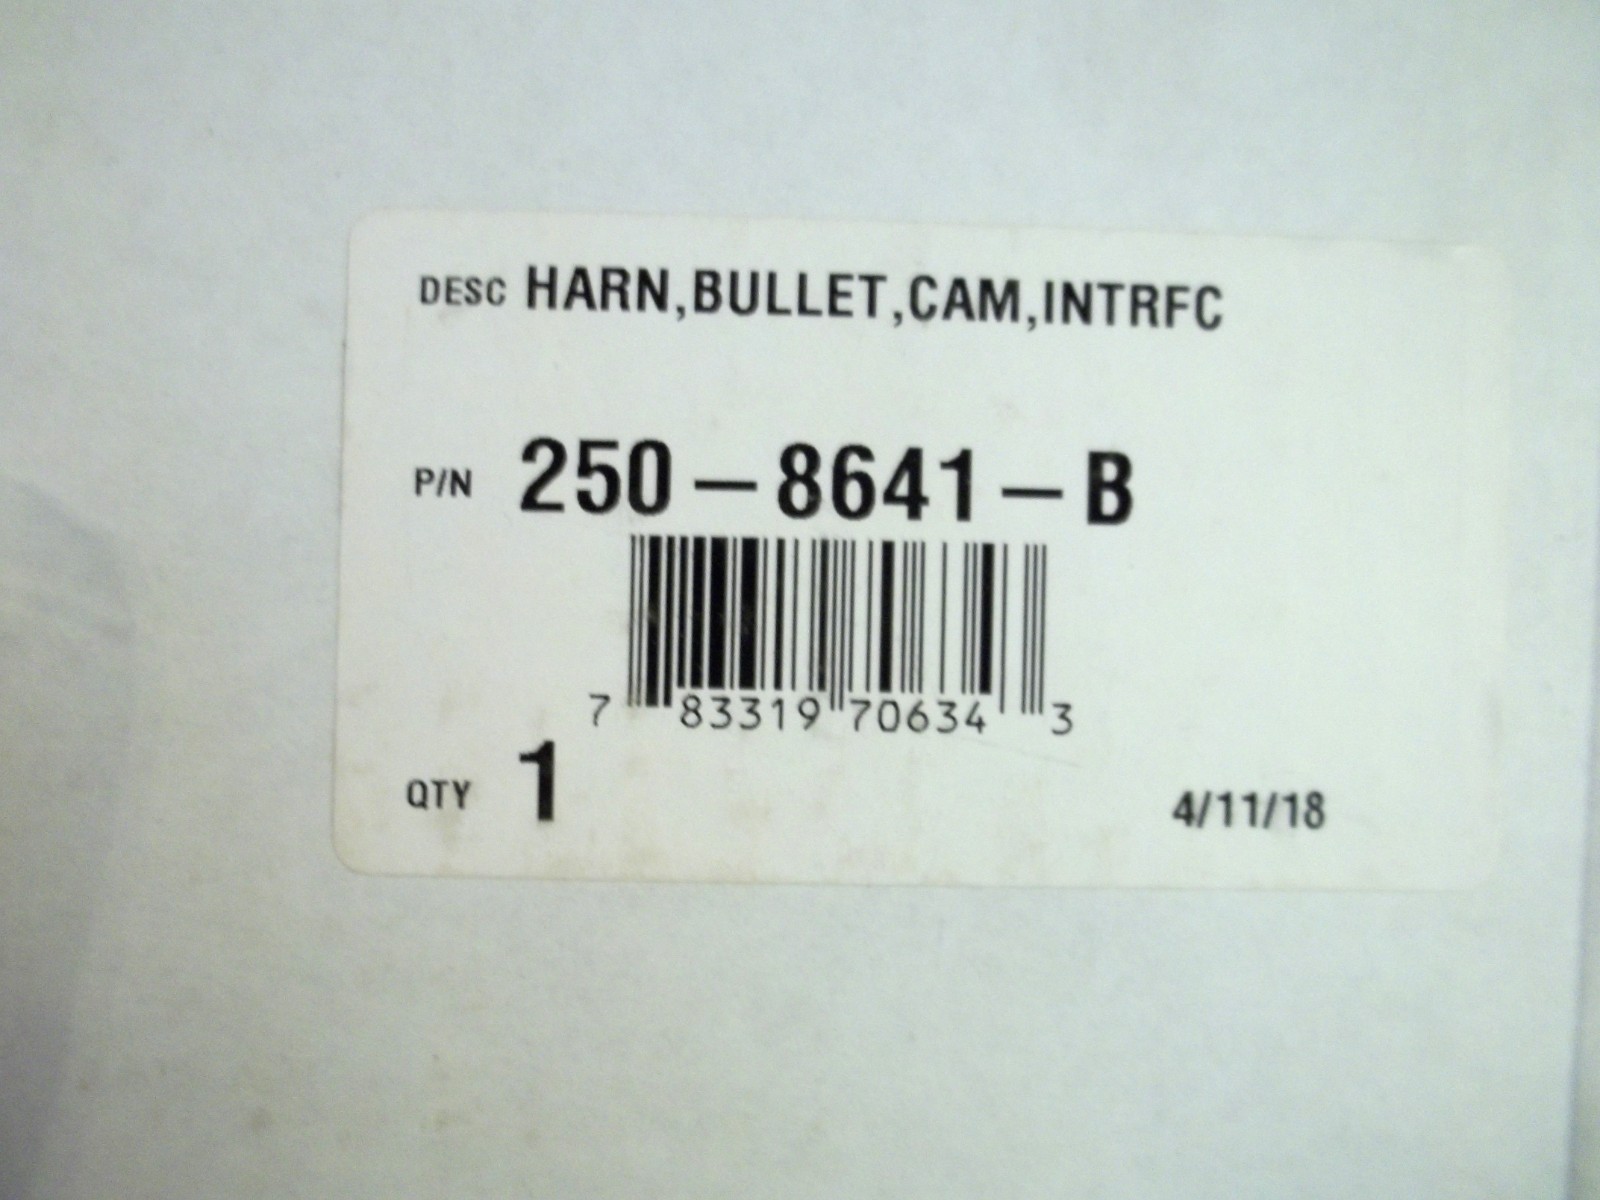 DESC HARN,BULLET,CAM,INTRFC
P/N 250-8641-B
7 83319 70634 3
QTY 1
4/11/18